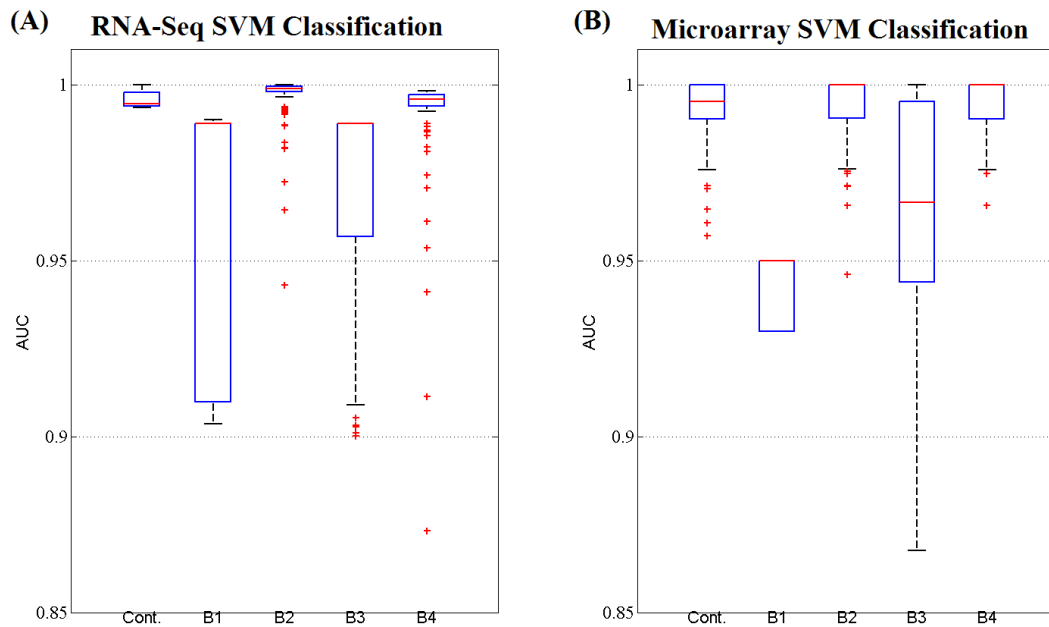 (A) RNA-Seq SVM Classification
1
0.95
0.9
0.85
AUC
Cont. B1 B2 B3 B4
(B) Microarray SVM Classification
1
0.95
0.9
0.85
AUC
Cont. B1 B2 B3 B4